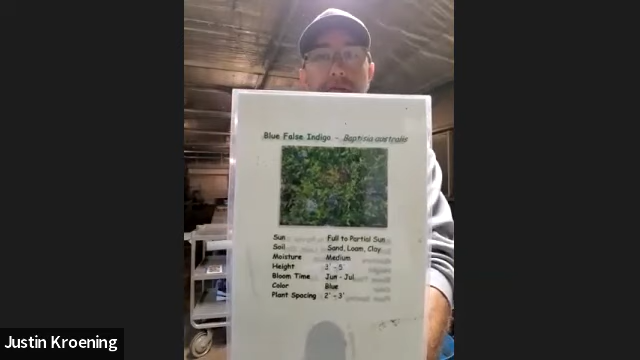 Blue False Indigo - Baptisia australis
Sun Full to Partial Sun
Soil Sand, Loam, Clay
Moisture Medium
Height 3' - 5'
Bloom Time Jun - Jul
Color Blue
Plant Spacing 2' - 3'
Justin Kroening